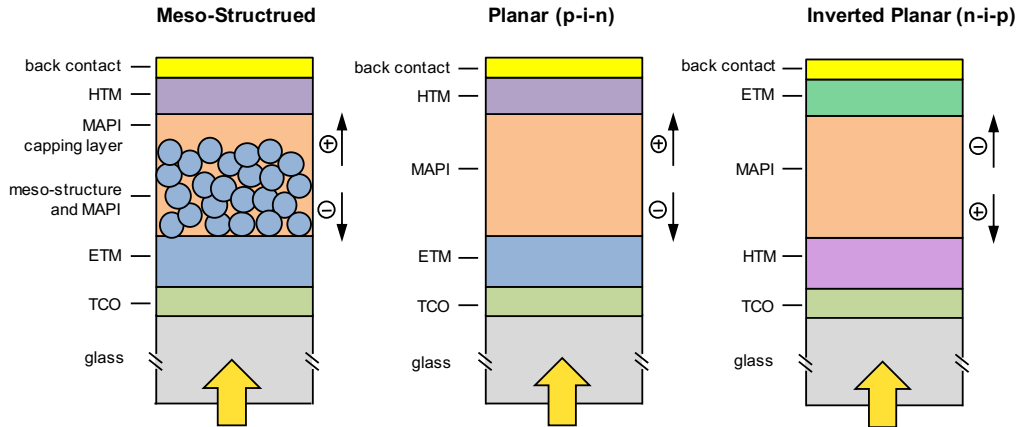 Meso-Structrued
back contact
HTM
MAPI
capping layer
meso-structure
and MAPI
ETM
TCO
glass
+
−
Planar (p-i-n)
back contact
HTM
MAPI
ETM
TCO
glass
+
−
Inverted Planar (n-i-p)
back contact
ETM
MAPI
HTM
TCO
glass
−
+